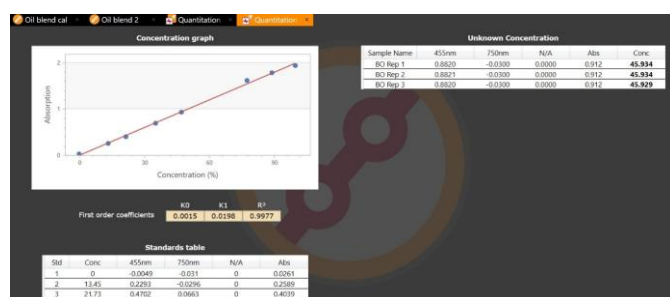 Oil blend cal Oil blend 2 Quantitation Quantitation
Concentration graph
2
1
0
Absorption
0 30 60 90
Concentration (%)
K0 K1 R²
First order coefficients 0.0015 0.0198 0.9977
Standards table
Std Conc 455nm 750nm N/A Abs
1 0 -0.0049 -0.031 0 0.0261
2 13.45 0.2293 -0.0296 0 0.2589
3 21.73 0.4702 0.0663 0 0.4039
Unknown Concentration
Sample Name 455nm 750nm N/A Abs Conc
BO Rep 1 0.8820 -0.0300 0.0000 0.912 45.934
BO Rep 2 0.8821 -0.0300 0.0000 0.912 45.934
BO Rep 3 0.8820 -0.0300 0.0000 0.912 45.929